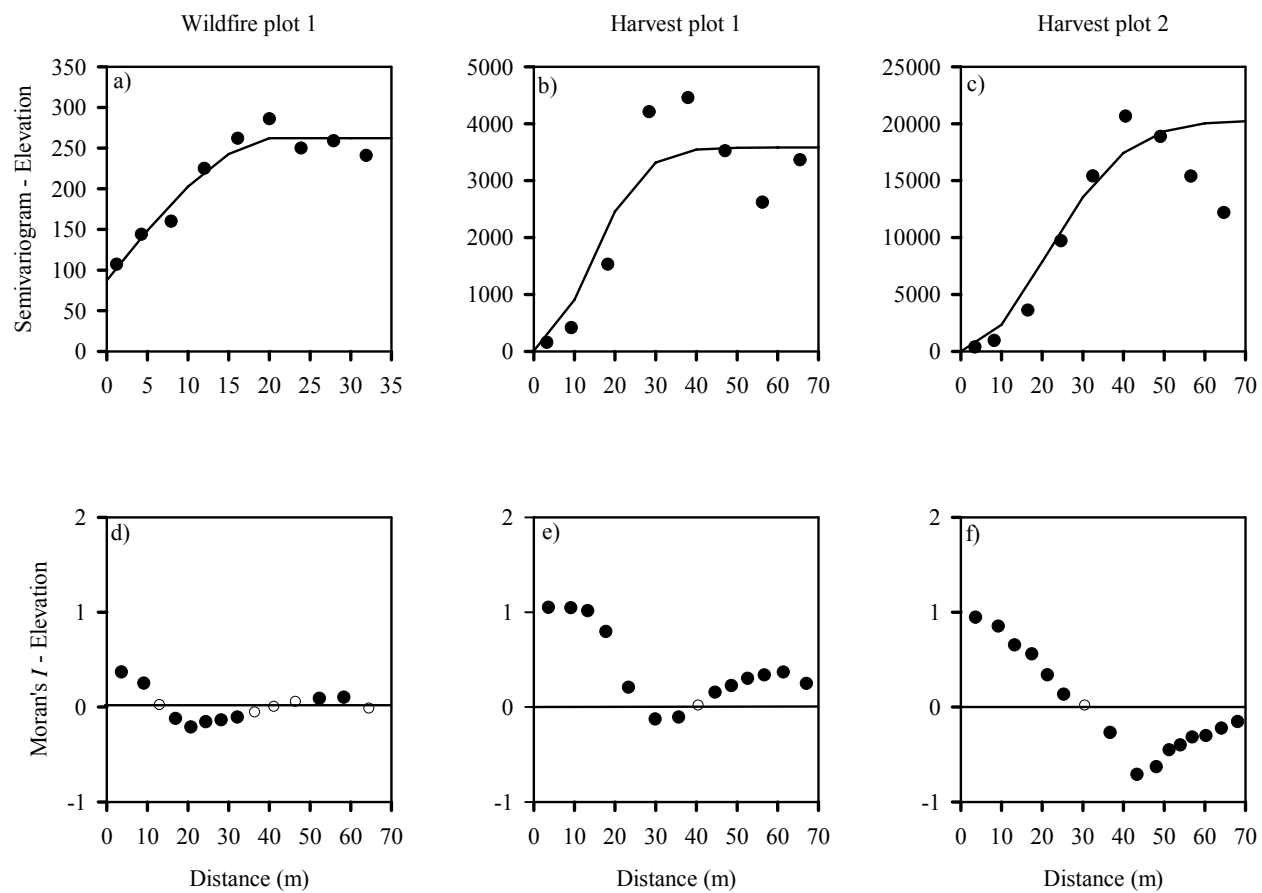 Wildfire plot 1 Harvest plot 1 Harvest plot 2
Semivariogram - Elevation
a)
350
300
250
200
150
100
50
0
0 5 10 15 20 25 30 35
b)
5000
4000
3000
2000
1000
0
0 10 20 30 40 50 60 70
c)
25000
20000
15000
10000
5000
0
0 10 20 30 40 50 60 70
Moran's I - Elevation
d)
2
1
0
-1
0 10 20 30 40 50 60 70
Distance (m)
e)
2
1
0
-1
0 10 20 30 40 50 60 70
Distance (m)
f)
2
1
0
-1
0 10 20 30 40 50 60 70
Distance (m)